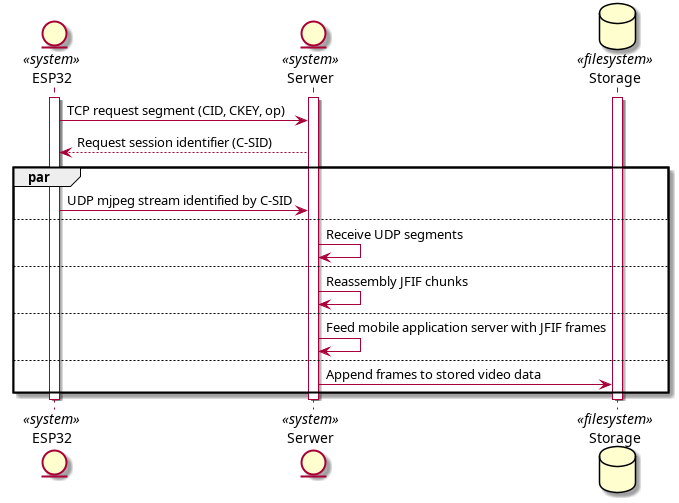 «system» «system» «filesystem»
ESP32 Serwer Storage
TCP request segment (CID, CKEY, op)
Request session identifier (C-SID)
par
UDP mjpeg stream identified by C-SID
Receive UDP segments
Reassembly JFIF chunks
Feed mobile application server with JFIF frames
Append frames to stored video data
«system» «system» «filesystem»
ESP32 Serwer Storage